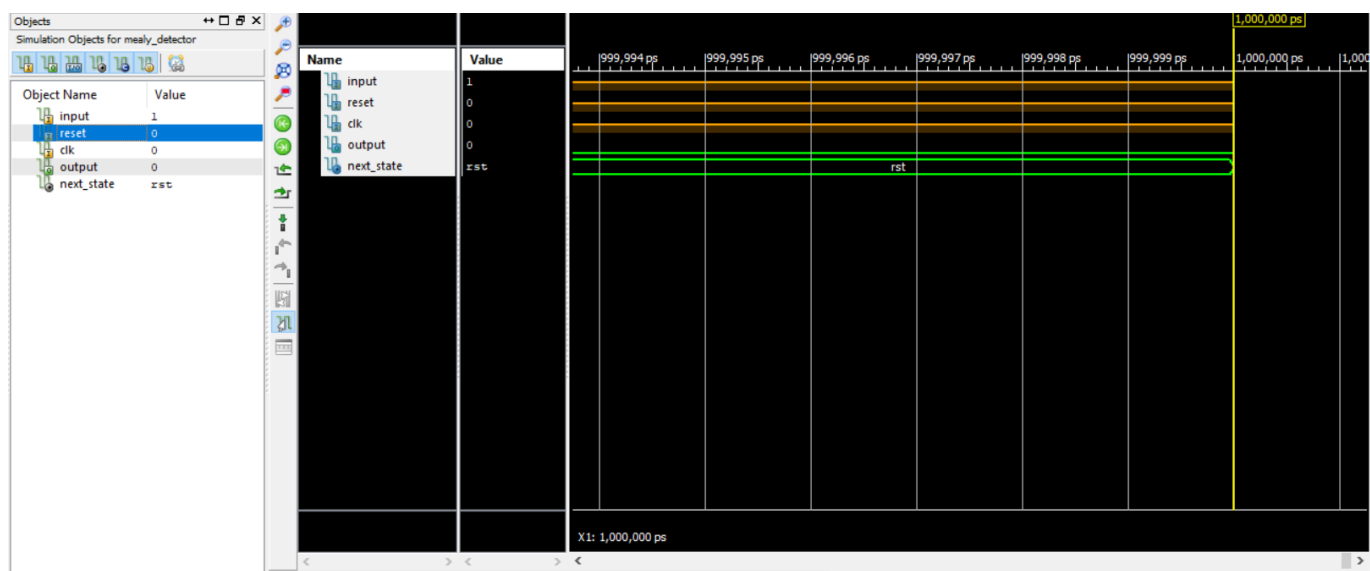 Objects
Simulation Objects for mealy_detector
Object Name Value
input 1
reset 0
clk 0
output 0
next_state rst
Name Value
input 1
reset 0
clk 0
output 0
next_state rst
1,000,000 ps
999,994 ps 999,995 ps 999,996 ps 999,997 ps 999,998 ps 999,999 ps 1,000,000 ps 1,000
rst
X1: 1,000,000 ps